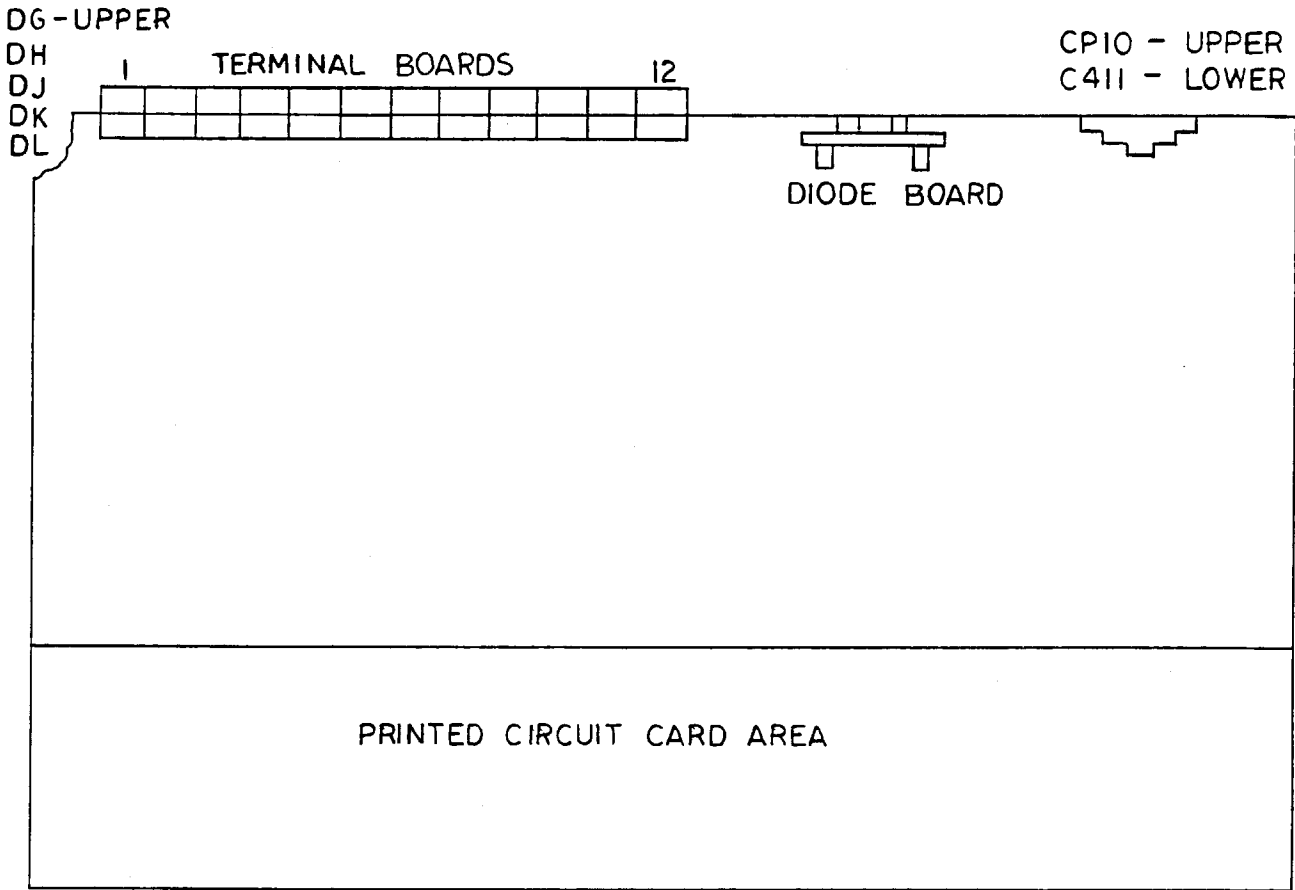 DG-UPPER
DH
DJ
DK
DL
1 TERMINAL BOARDS 12
CP10 - UPPER
C411 - LOWER
DIODE BOARD
PRINTED CIRCUIT CARD AREA